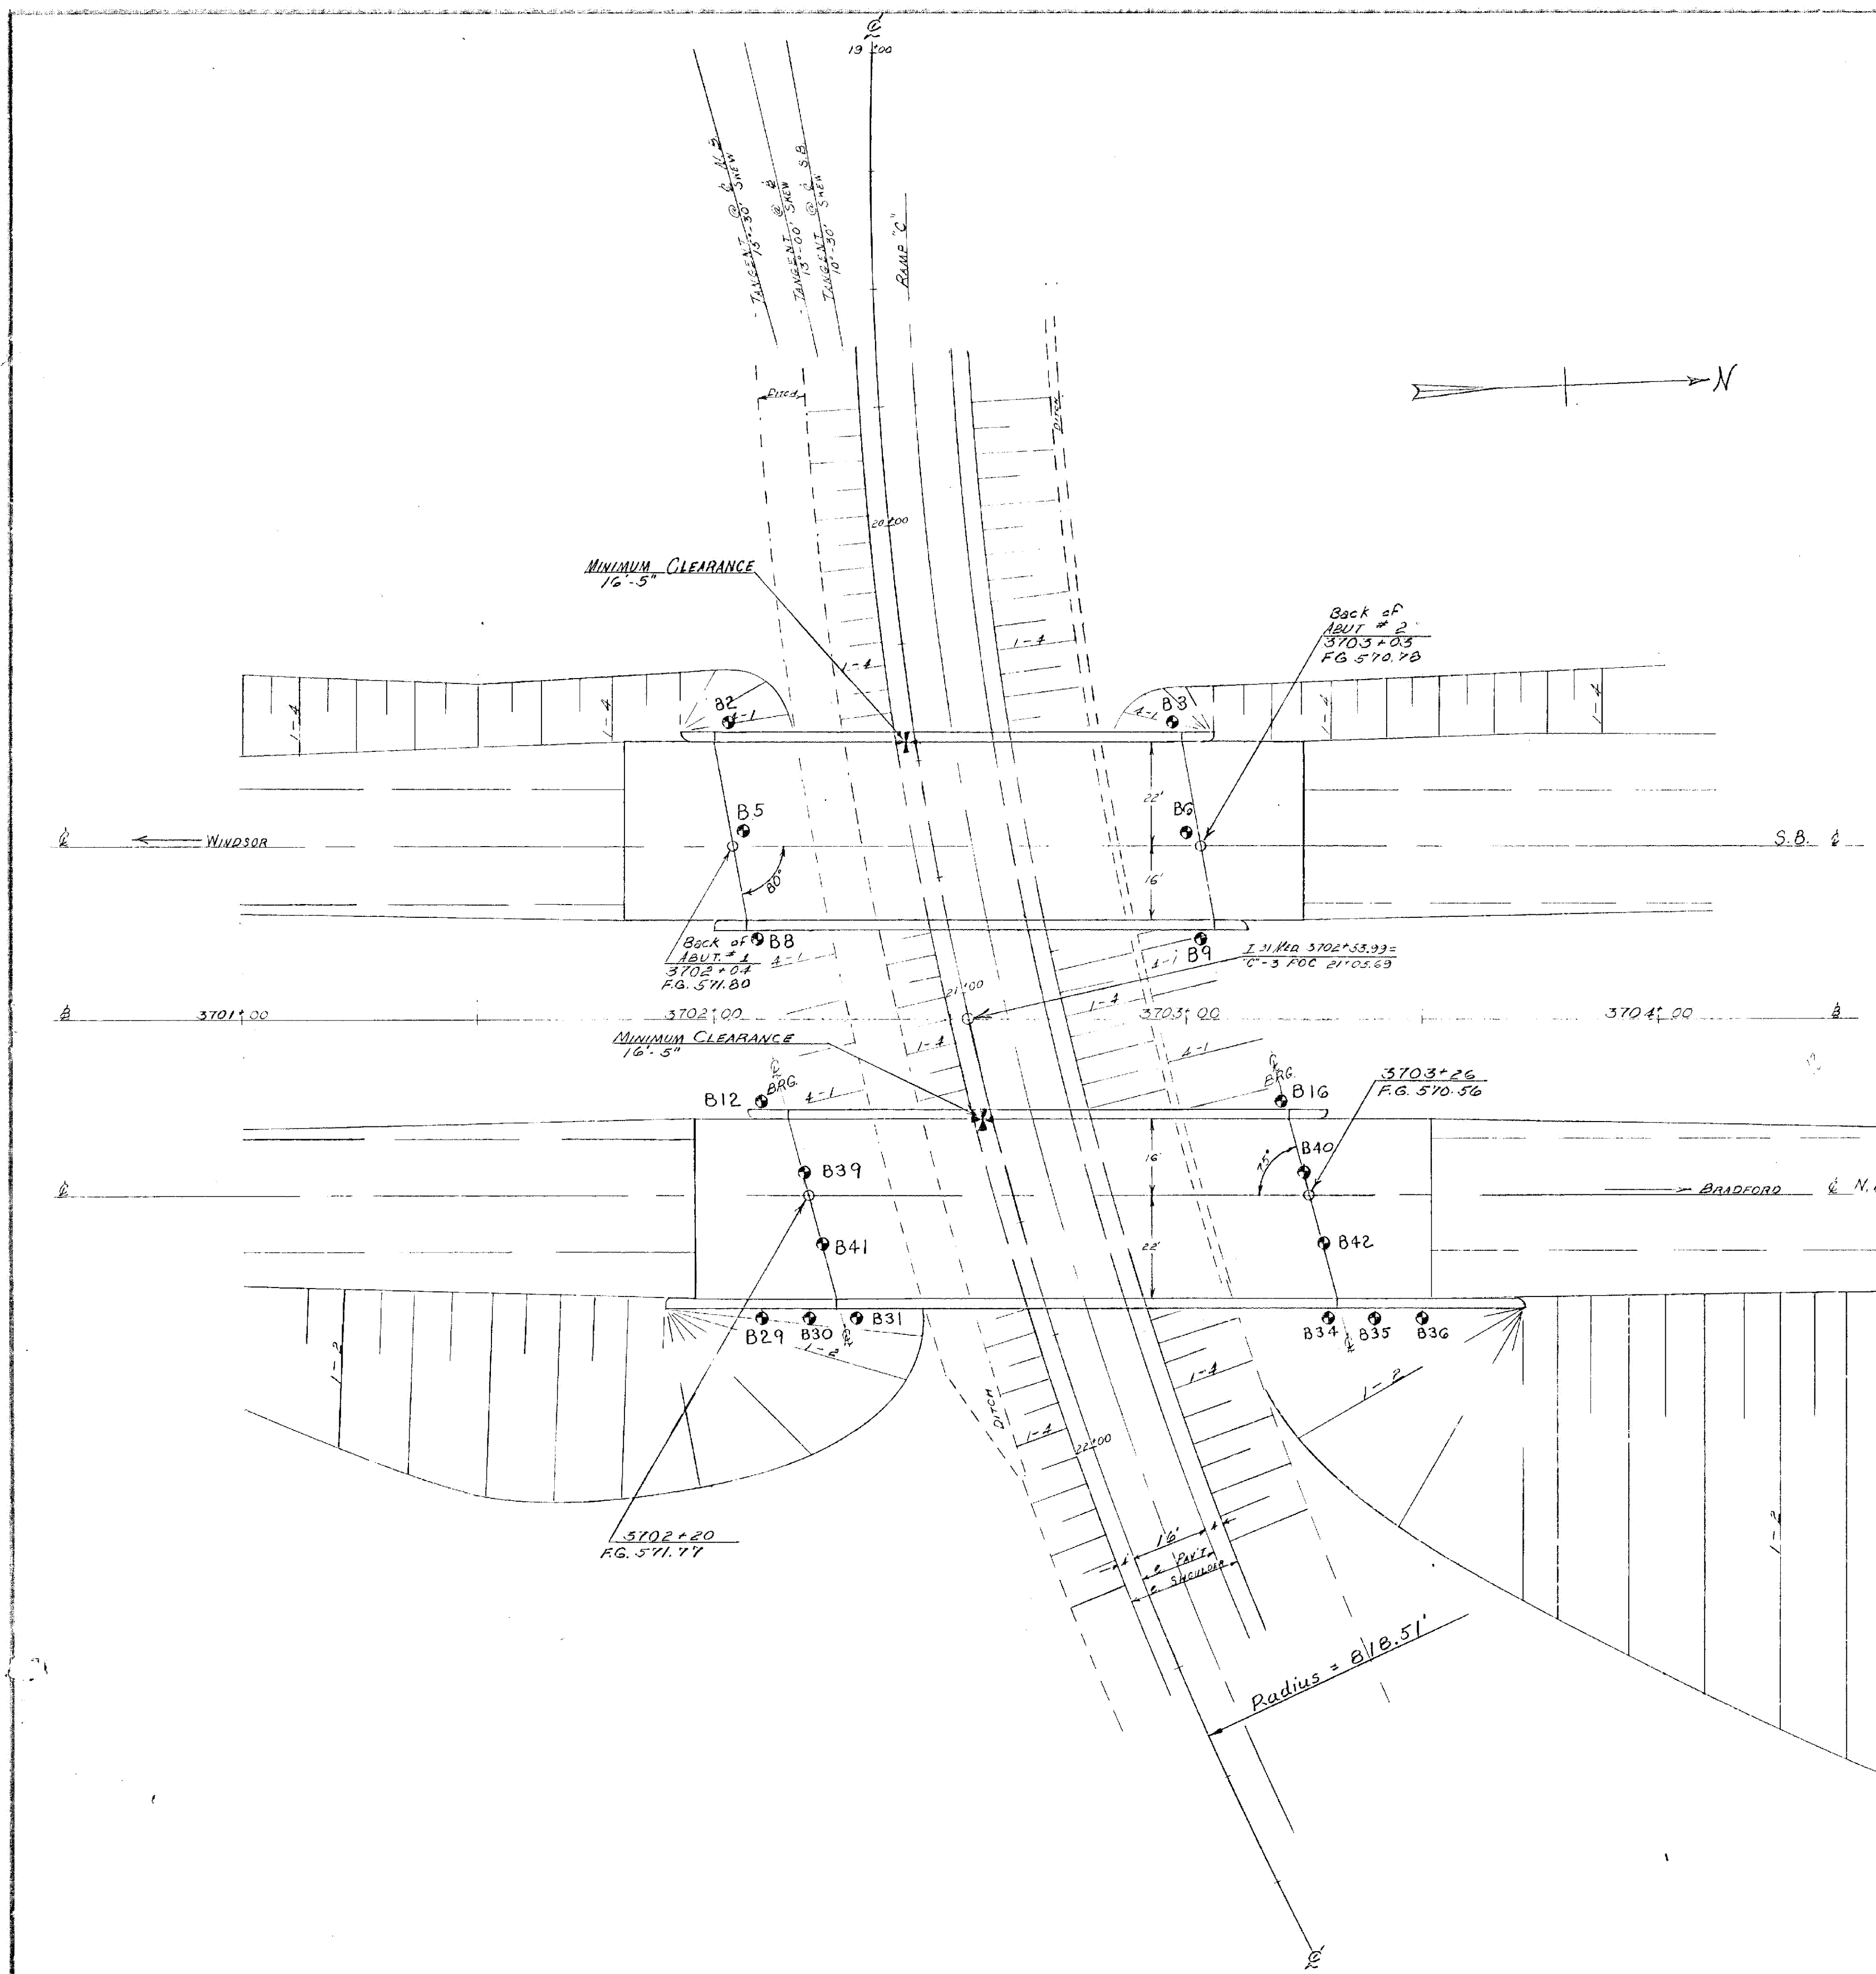 ℄
19+00
TANGENT @ ℄ N.B.
15°-30' SKEW
TANGENT @ ⅊
13°-00' SKEW
TANGENT @ ℄ S.B.
10°-30' SKEW
RAMP "C"
N
DITCH
DITCH
20+00
MINIMUM CLEARANCE
16'-5"
Back of
ABUT # 2
3703+03
FG 570.78
1-4
1-4
B2
4-1
B3
4-1
1-4
1-4
1-4
1-4
22'
B5
B6
℄
WINDSOR
S.B. ℄
80°
16'
Back of
ABUT. # 1
3702+04
F.G. 571.80
B8
4-1
B9
4-1
3702+53.99=
"C"-3 POC 21+05.69
21+00
1-4
3701+00
3702+00
3703+00
3704+00
MINIMUM CLEARANCE
16'-5"
1-4
4-1
℄
BRG.
℄
BRG.
B12
4-1
B16
3703+26
F.G. 570.56
B39
16'
75°
B40
℄
BRADFORD
℄ N.
B41
22'
B42
B29
B30
℄
B31
1-2
B34
℄
B35
B36
1-2
DITCH
1-4
1-4
1-2
22+00
1-2
3702+20
F.G. 571.77
16'
PAV'T.
SHOULDER
Radius = 818.51'
℄